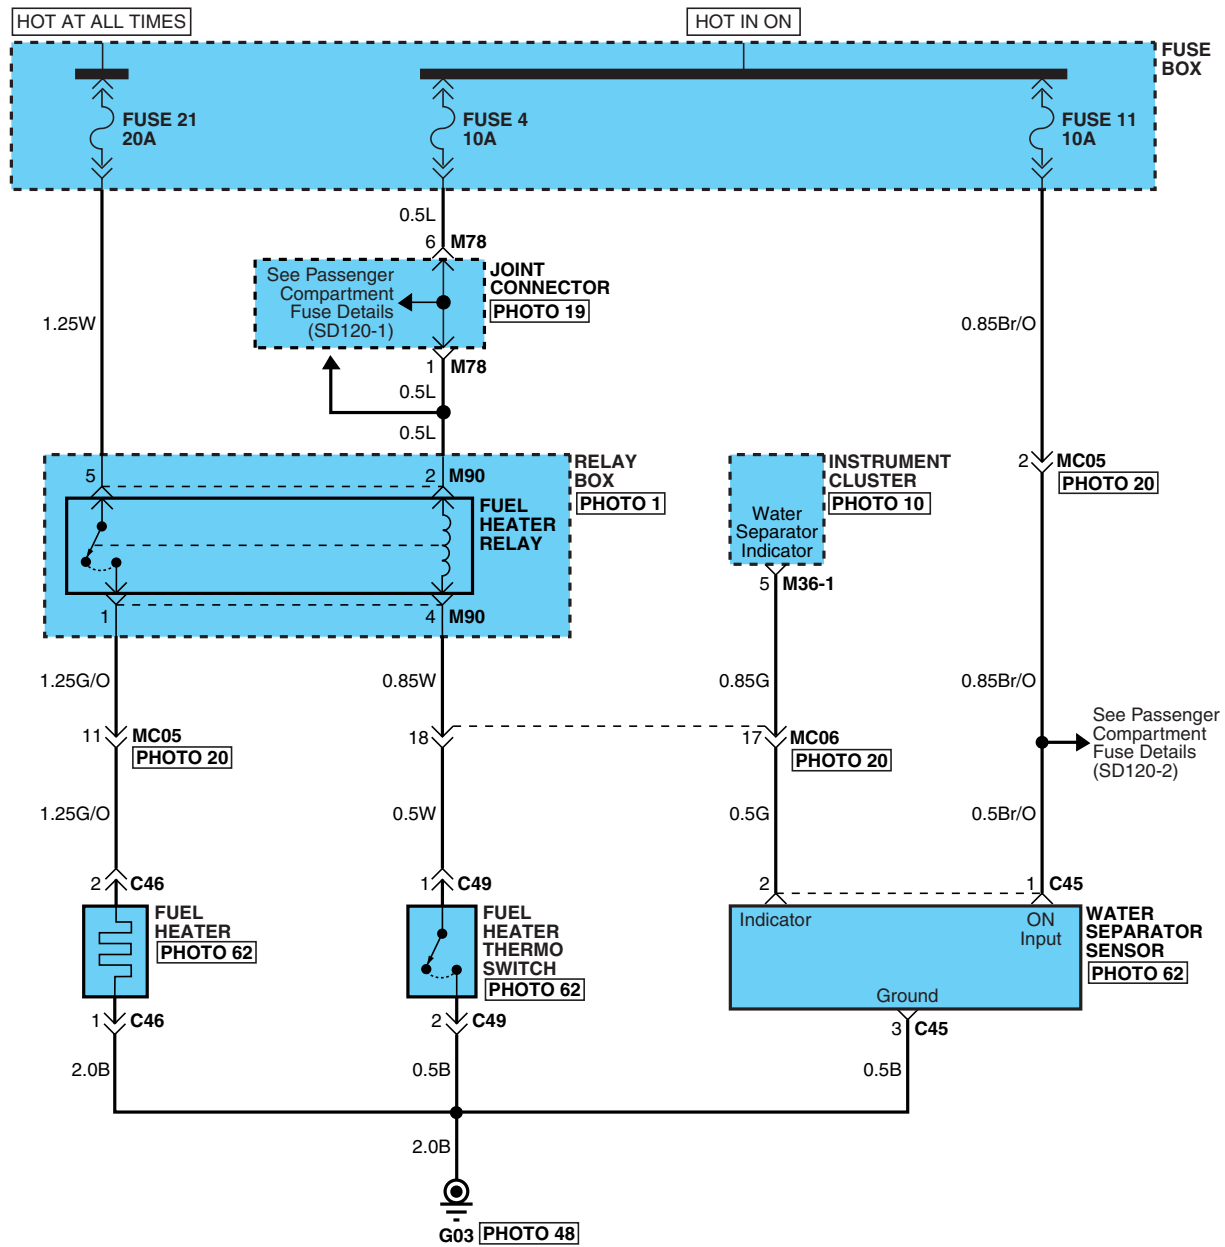 HOT AT ALL TIMES
HOT IN ON
FUSE
BOX
FUSE 21
20A
FUSE 4
10A
FUSE 11
10A
0.5L
6 M78
See Passenger
Compartment
Fuse Details
(SD120-1)
JOINT
CONNECTOR
PHOTO 19
1.25W
0.85Br/O
1 M78
0.5L
0.5L
5
2 M90
RELAY
BOX
PHOTO 1
INSTRUMENT
CLUSTER
PHOTO 10
2 MC05
PHOTO 20
FUEL
HEATER
RELAY
Water
Separator
Indicator
5 M36-1
1
4 M90
1.25G/O
0.85W
0.85G
0.85Br/O
See Passenger
Compartment
Fuse Details
(SD120-2)
11 MC05
PHOTO 20
18
17 MC06
PHOTO 20
1.25G/O
0.5W
0.5G
0.5Br/O
2 C46
1 C49
2
1 C45
FUEL
HEATER
PHOTO 62
FUEL
HEATER
THERMO
SWITCH
PHOTO 62
Indicator
ON
Input
WATER
SEPARATOR
SENSOR
PHOTO 62
Ground
1 C46
2 C49
3 C45
2.0B
0.5B
0.5B
2.0B
G03 PHOTO 48